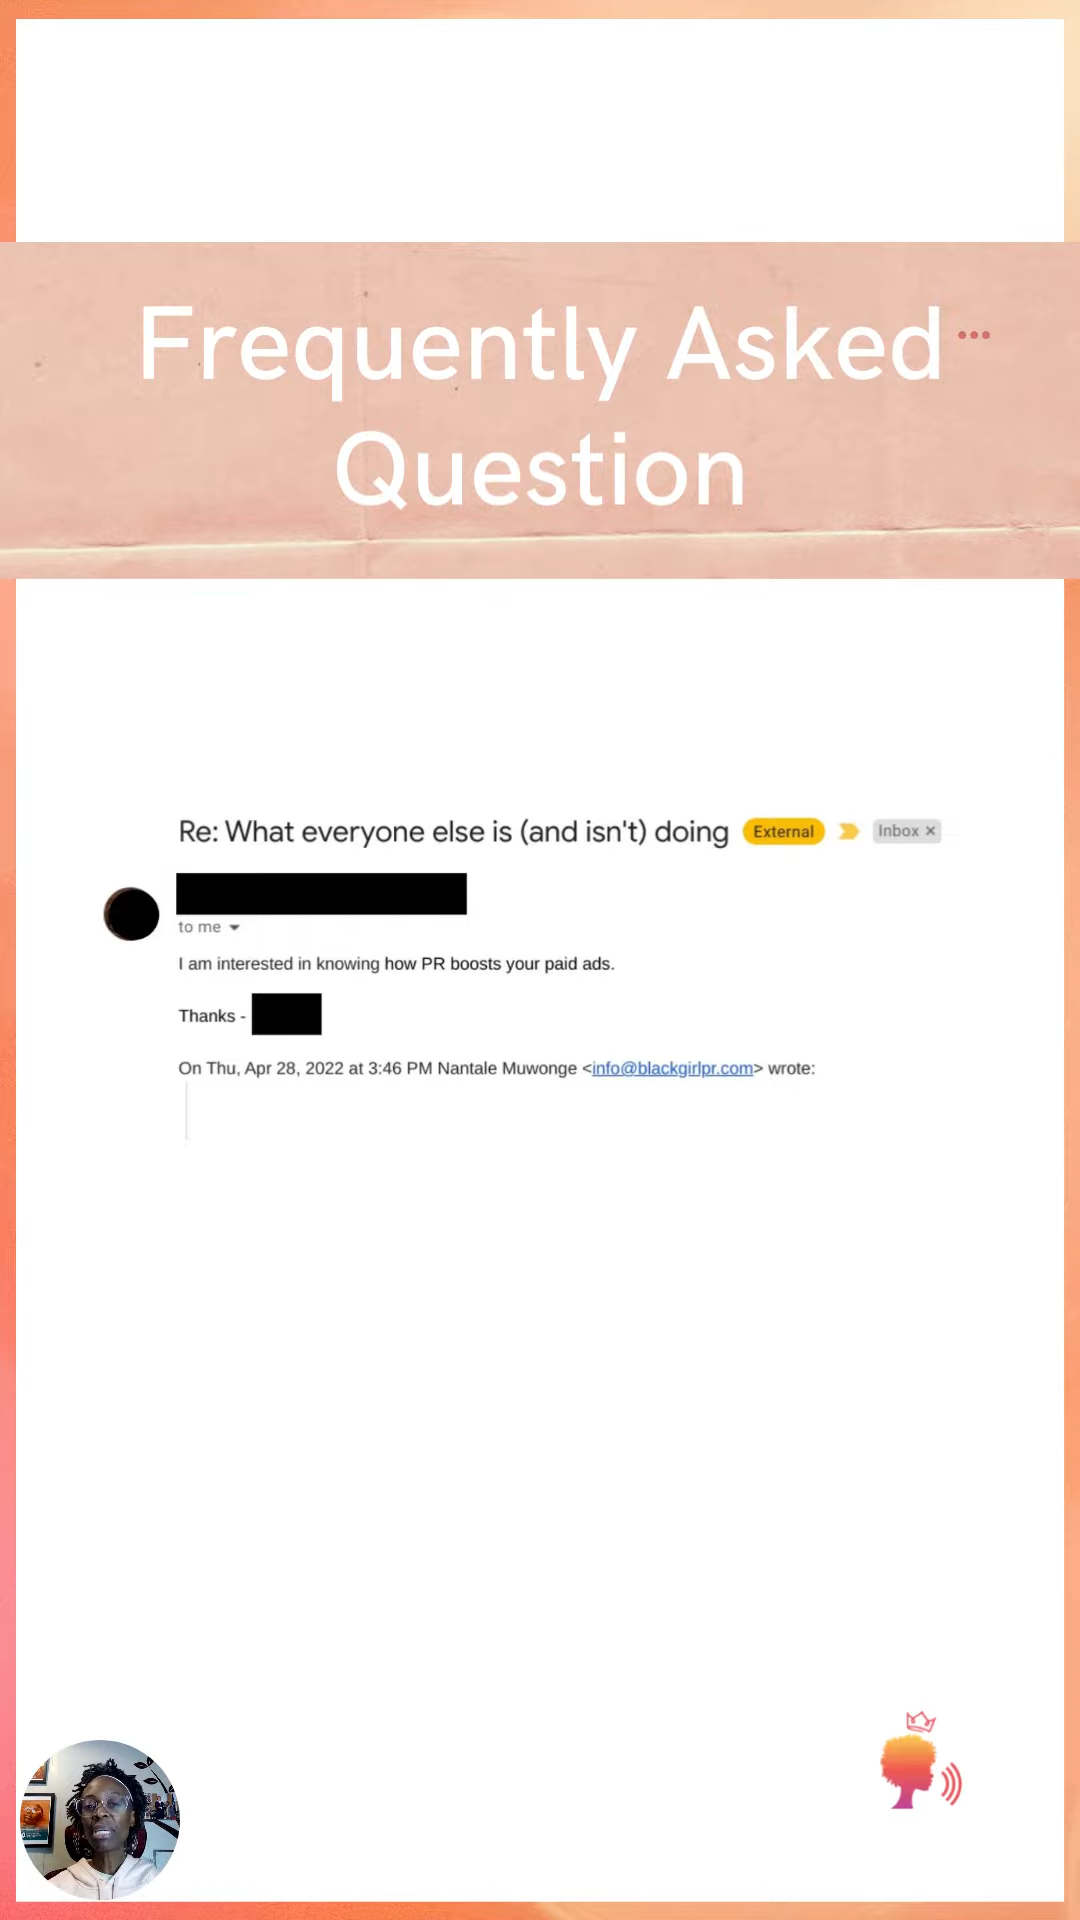 Frequently Asked
Question
Re: What everyone else is (and isn't) doing External Inbox ×
to me
I am interested in knowing how PR boosts your paid ads.
Thanks -
On Thu, Apr 28, 2022 at 3:46 PM Nantale Muwonge <info@blackgirlpr.com> wrote: